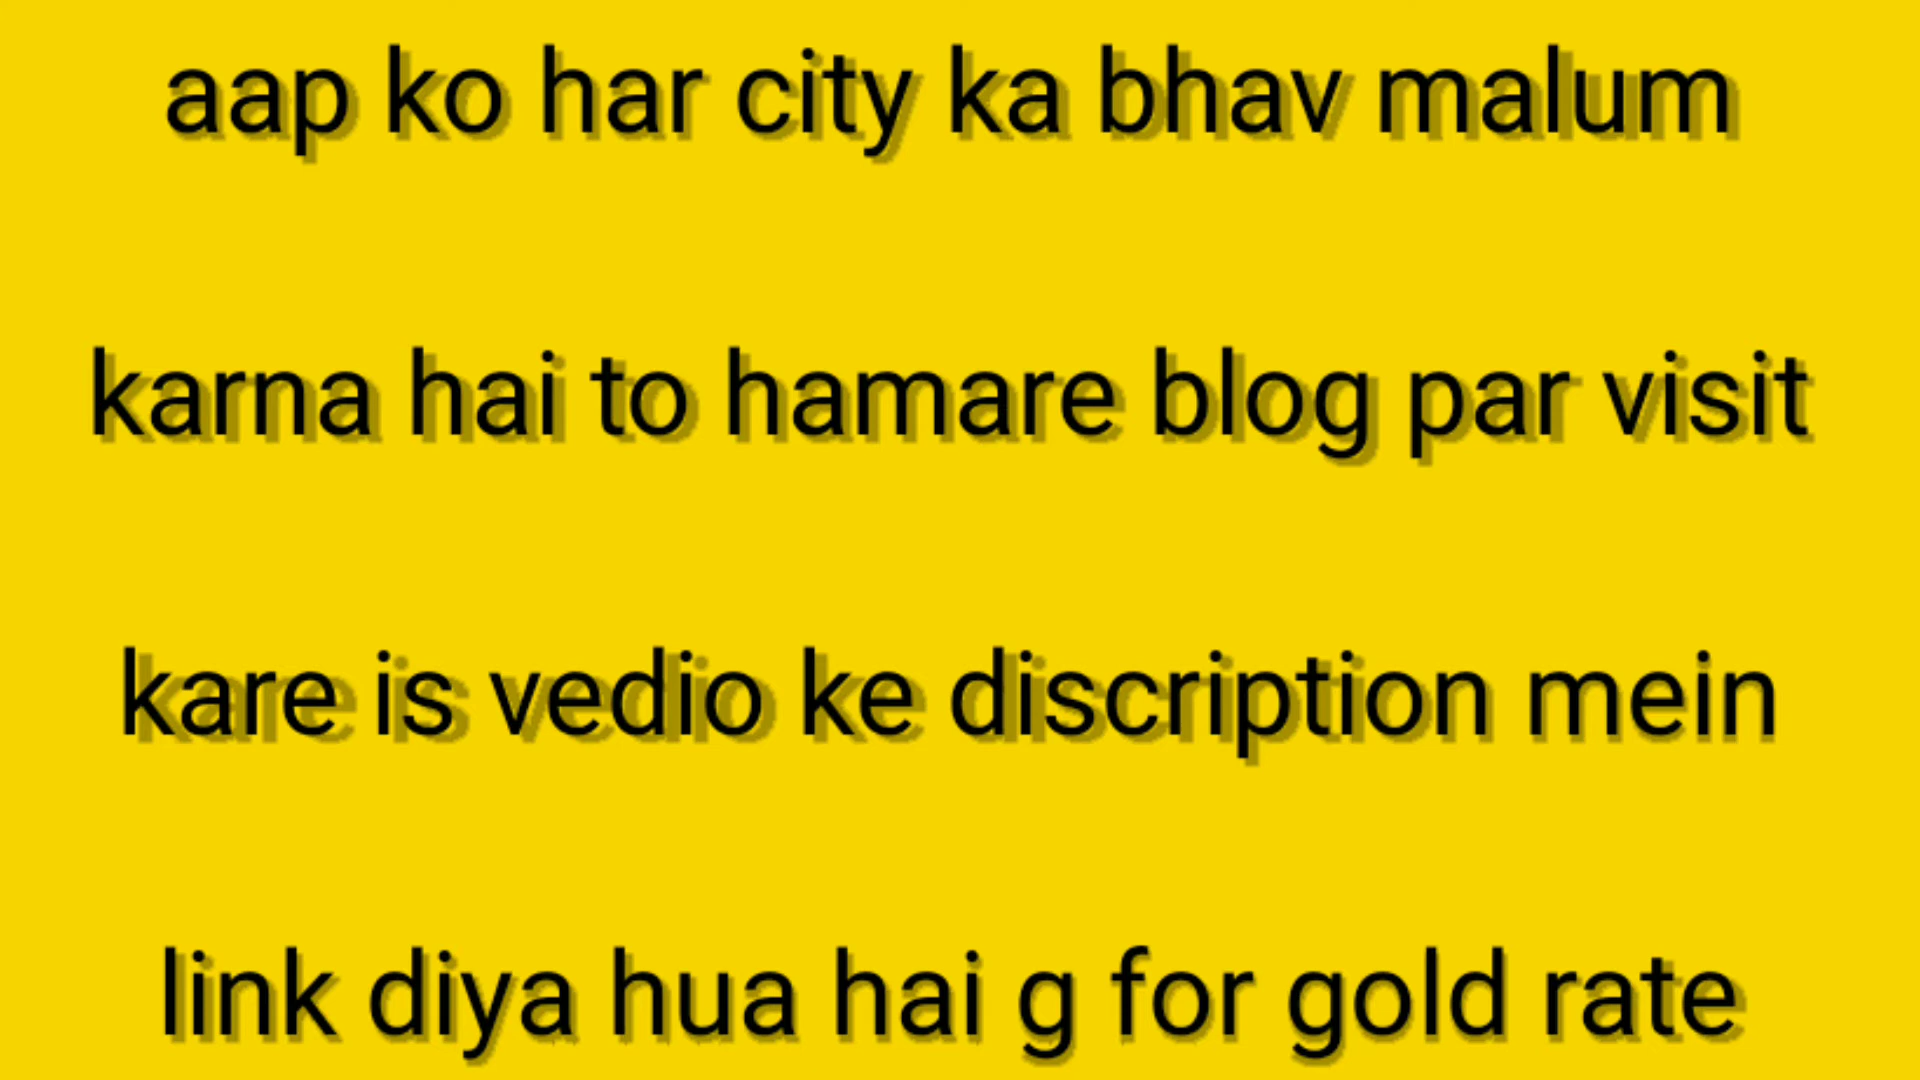 aap ko har city ka bhav malum
karna hai to hamare blog par visit
kare is vedio ke discription mein
link diya hua hai g for gold rate